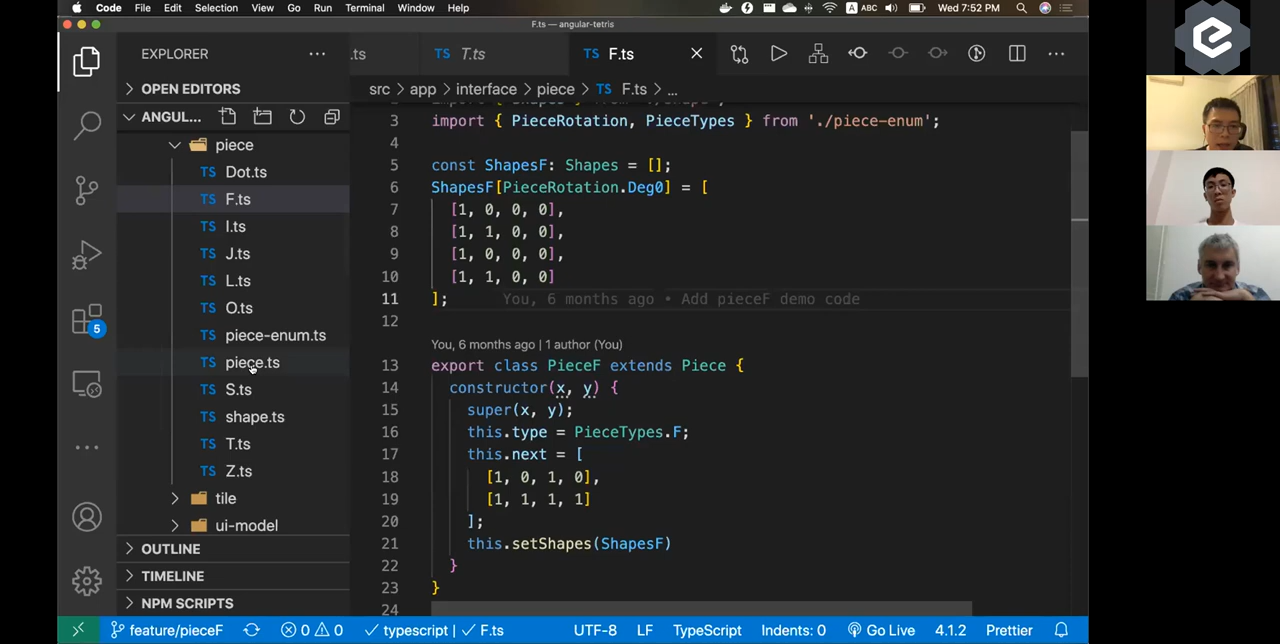 Code File Edit Selection View Go Run Terminal Window Help A ABC Wed 7:52 PM
F.ts — angular-tetris
EXPLORER
.ts TS T.ts TS F.ts
OPEN EDITORS
src > app > interface > piece > TS F.ts > ...
ANGUL...
piece
TS Dot.ts
TS F.ts
TS I.ts
TS J.ts
TS L.ts
TS O.ts
TS piece-enum.ts
TS piece.ts
TS S.ts
TS shape.ts
TS T.ts
TS Z.ts
tile
ui-model
OUTLINE
TIMELINE
NPM SCRIPTS
5
3 import { PieceRotation, PieceTypes } from './piece-enum';
4
5 const ShapesF: Shapes = [];
6 ShapesF[PieceRotation.Deg0] = [
7 [1, 0, 0, 0],
8 [1, 1, 0, 0],
9 [1, 0, 0, 0],
10 [1, 1, 0, 0]
11 ]; You, 6 months ago • Add pieceF demo code
12
You, 6 months ago | 1 author (You)
13 export class PieceF extends Piece {
14 constructor(x, y) {
15 super(x, y);
16 this.type = PieceTypes.F;
17 this.next = [
18 [1, 0, 1, 0],
19 [1, 1, 1, 1]
20 ];
21 this.setShapes(ShapesF)
22 }
23 }
24
feature/pieceF 0 0 typescript | F.ts UTF-8 LF TypeScript Indents: 0 Go Live 4.1.2 Prettier